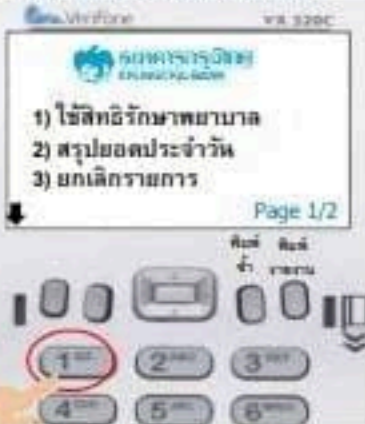 Verifone
VX 520C
ธนาคารกรุงไทย
KRUNGTHAI BANK
1) ใช้สิทธิรักษาพยาบาล
2) สรุปยอดประจำวัน
3) ยกเลิกรายการ
Page 1/2
พิมพ์ พิมพ์
ซ้ำ รายงาน
1 2 ABC 3 DEF
4 5 6